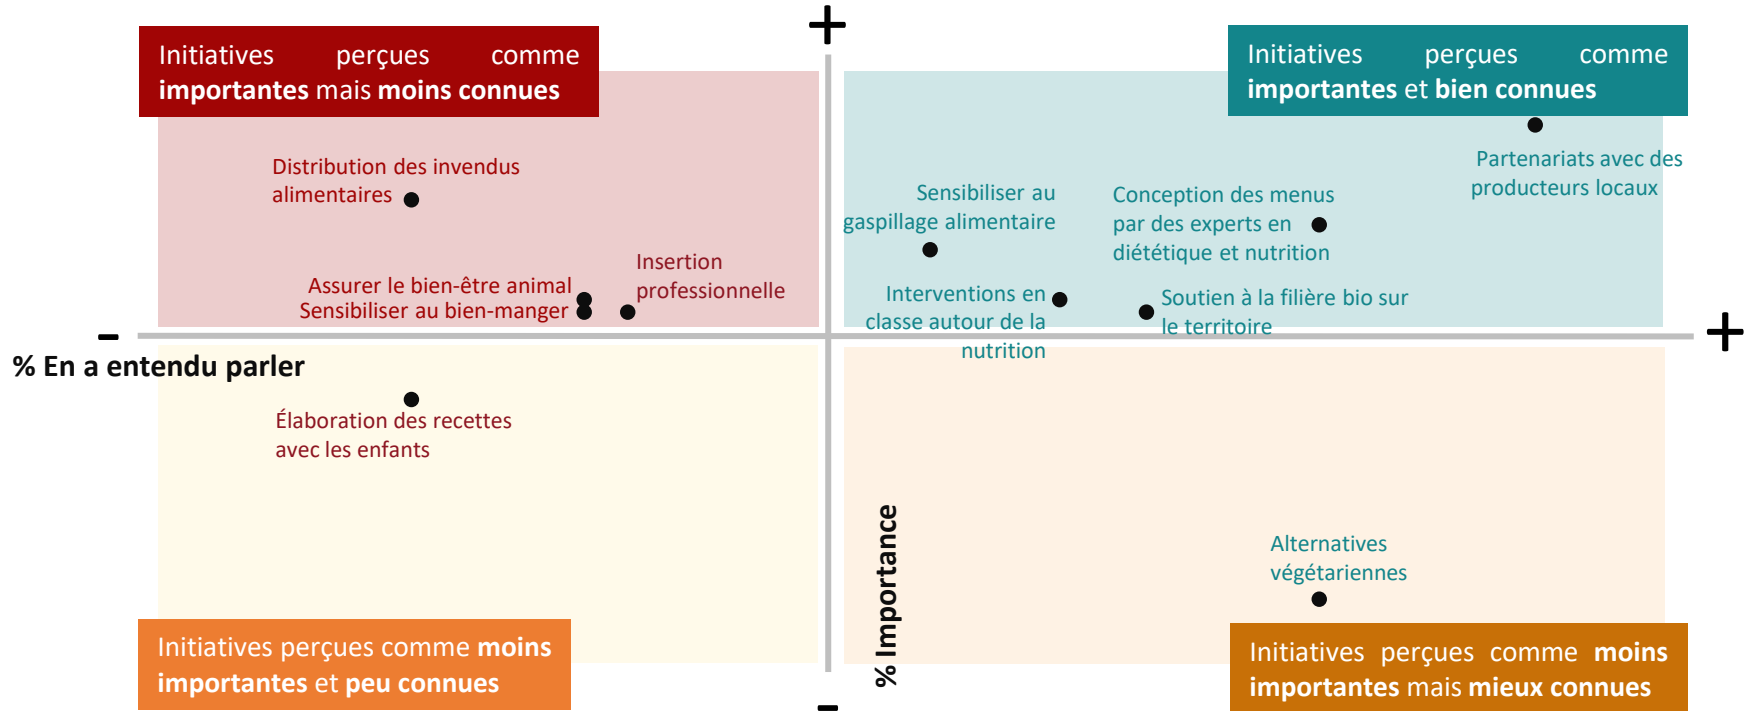 +
Initiatives perçues comme
importantes mais moins connues
Initiatives perçues comme
importantes et bien connues
Distribution des invendus
alimentaires
Sensibiliser au
gaspillage alimentaire
Conception des menus
par des experts en
diététique et nutrition
Partenariats avec des
producteurs locaux
Assurer le bien-être animal
Sensibiliser au bien-manger
Insertion
professionnelle
Interventions en
classe autour de la
nutrition
Soutien à la filière bio sur
le territoire
-
+
% En a entendu parler
Élaboration des recettes
avec les enfants
% Importance
Alternatives
végétariennes
Initiatives perçues comme moins
importantes et peu connues
Initiatives perçues comme moins
importantes mais mieux connues
-